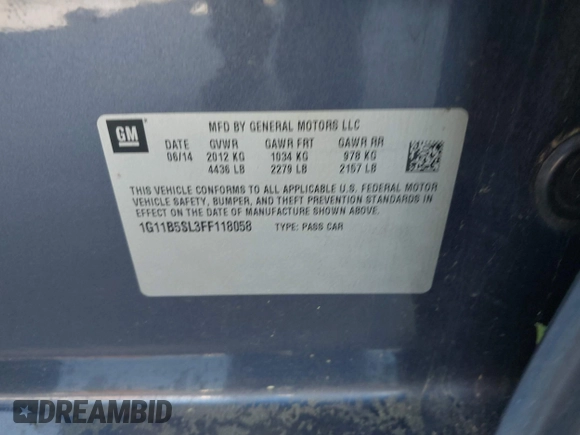 GM
MFD BY GENERAL MOTORS LLC
DATE GVWR GAWR FRT GAWR RR
06/14 2012 KG 1034 KG 978 KG
4436 LB 2279 LB 2157 LB
THIS VEHICLE CONFORMS TO ALL APPLICABLE U.S. FEDERAL MOTOR
VEHICLE SAFETY, BUMPER, AND THEFT PREVENTION STANDARDS IN
EFFECT ON THE DATE OF MANUFACTURE SHOWN ABOVE.
1G11B5SL3FF118058 TYPE: PASS CAR
DREAMBID